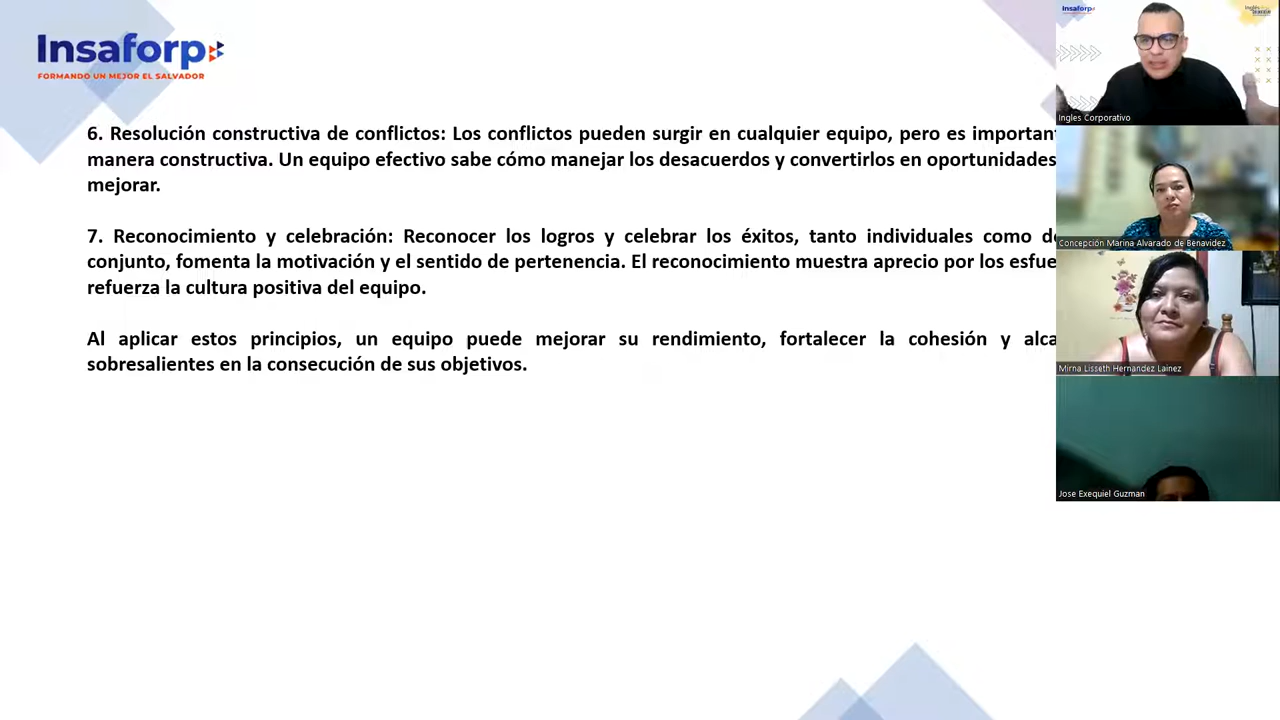 Insaforp
FORMANDO UN MEJOR EL SALVADOR
6. Resolución constructiva de conflictos: Los conflictos pueden surgir en cualquier equipo, pero es importan
manera constructiva. Un equipo efectivo sabe cómo manejar los desacuerdos y convertirlos en oportunidades
mejorar.
7. Reconocimiento y celebración: Reconocer los logros y celebrar los éxitos, tanto individuales como d
conjunto, fomenta la motivación y el sentido de pertenencia. El reconocimiento muestra aprecio por los esfue
refuerza la cultura positiva del equipo.
Al aplicar estos principios, un equipo puede mejorar su rendimiento, fortalecer la cohesión y alca
sobresalientes en la consecución de sus objetivos.
Insaforp
Ingles Corporativo
Concepción Marina Alvarado de Benavidez
Mirna Lisseth Hernandez Lainez
Jose Exequiel Guzman